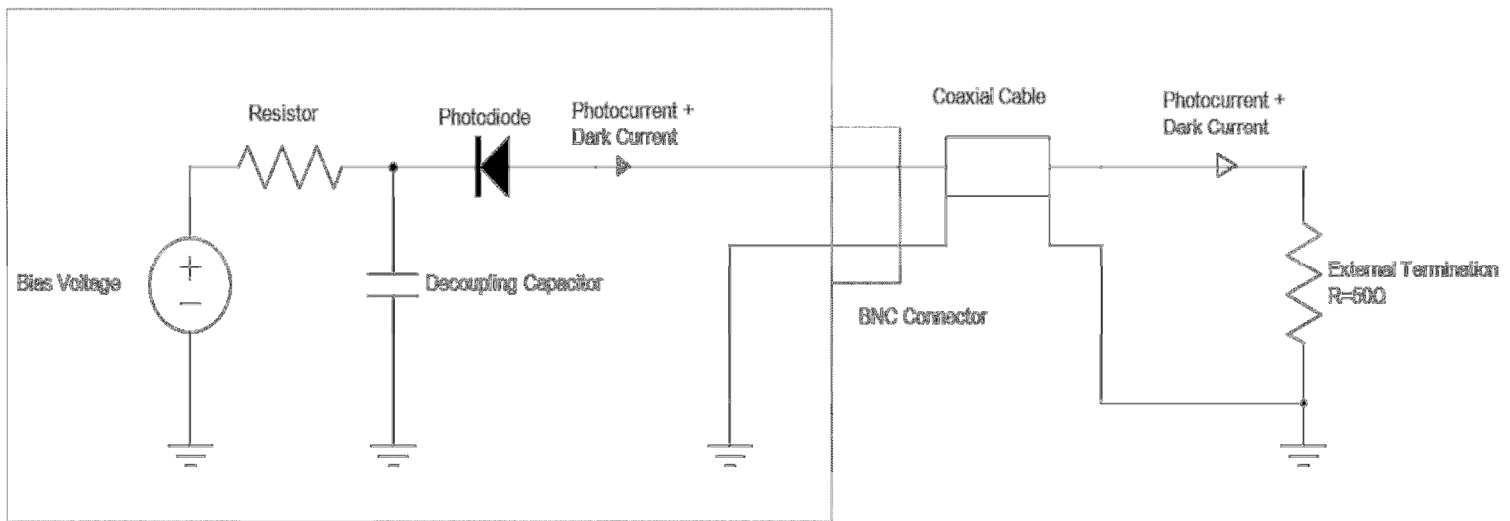 Resistor
Photodiode
Photocurrent +
Dark Current
Coaxial Cable
Photocurrent +
Dark Current
Bias Voltage
+
−
Decoupling Capacitor
BNC Connector
External Termination
R=50Ω